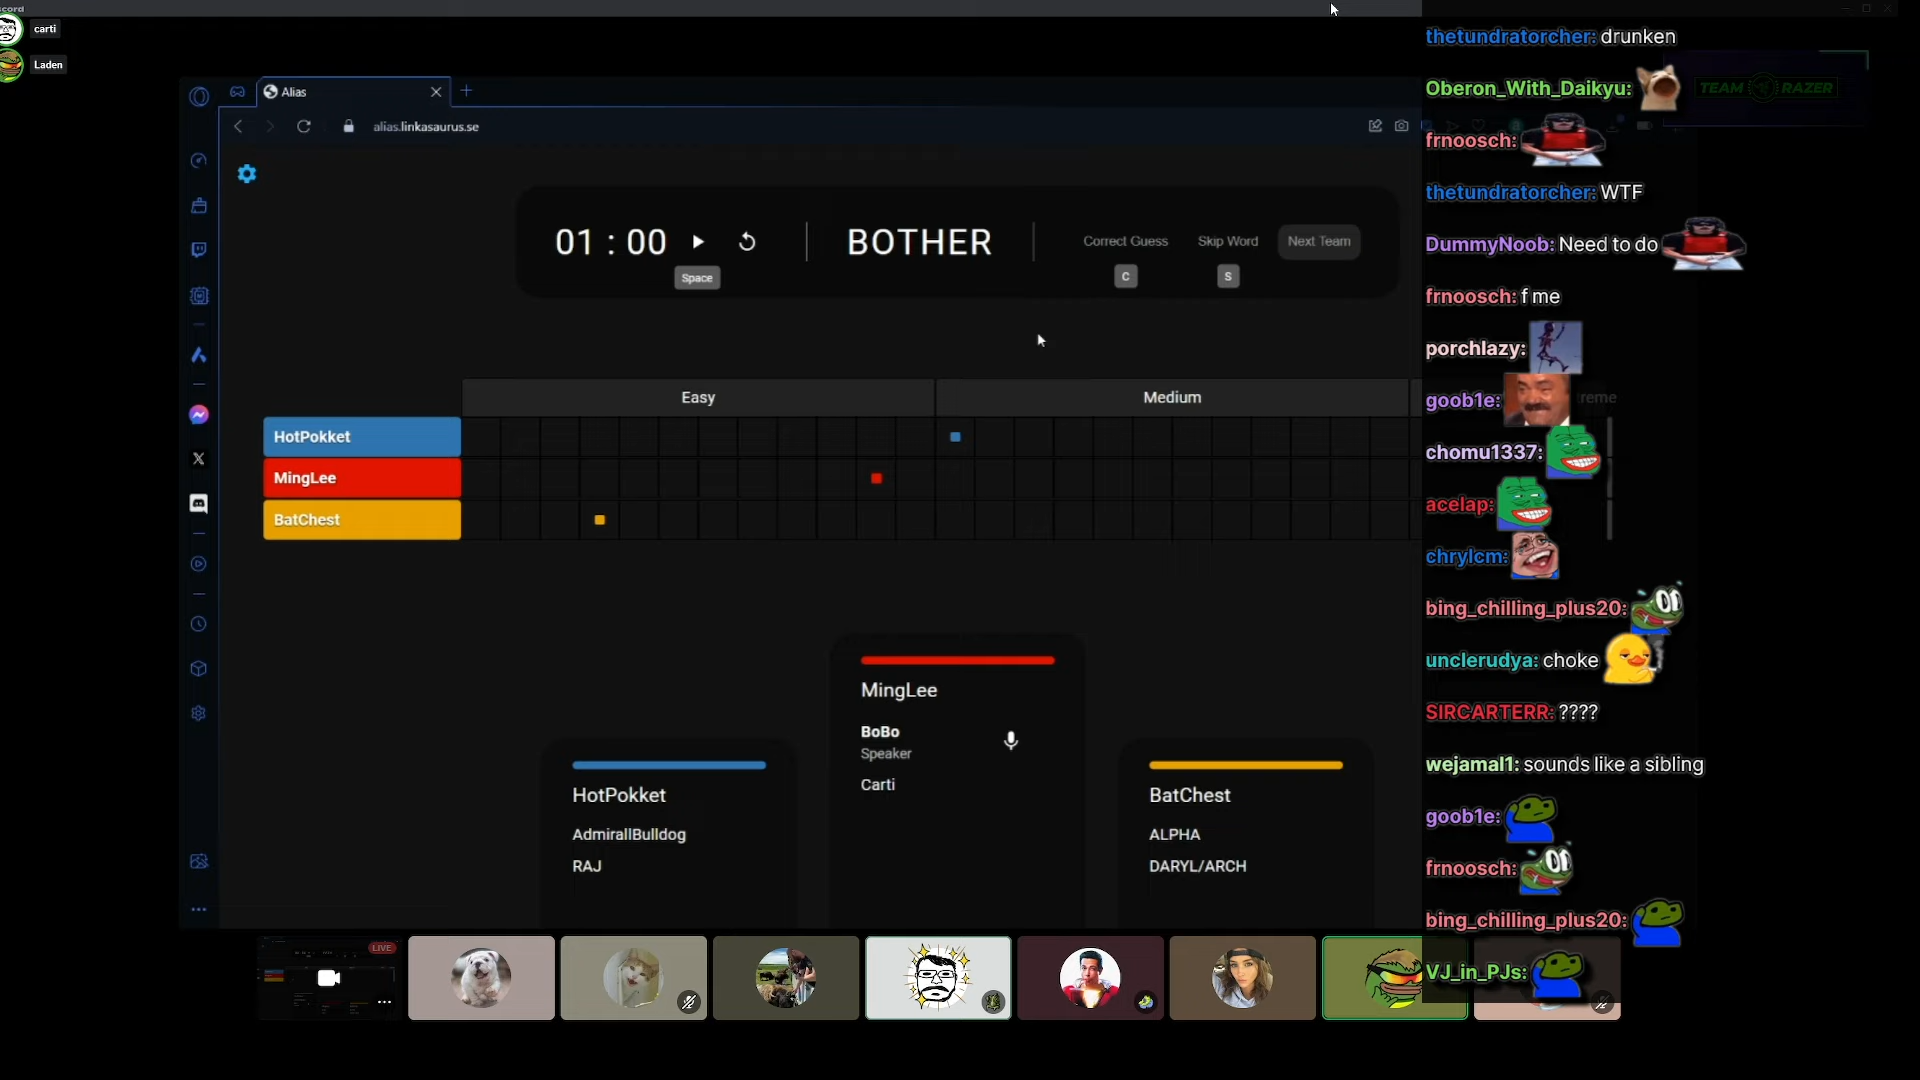 carti
Laden
Alias
alias.linkasaurus.se
01 : 00
Space
BOTHER
Correct Guess
C
Skip Word
S
Next Team
Easy
Medium
HotPokket
MingLee
BatChest
MingLee
BoBo
Speaker
Carti
HotPokket
AdmirallBulldog
RAJ
BatChest
ALPHA
DARYL/ARCH
LIVE
TEAM RAZER
thetundratorcher: drunken
Oberon_With_Daikyu:
frnoosch:
thetundratorcher: WTF
DummyNoob: Need to do
frnoosch: f me
porchlazy:
goob1e:
chomu1337:
acelap:
chrylcm:
bing_chilling_plus20:
unclerudya: choke
SIRCARTERR: ????
wejamal1: sounds like a sibling
goob1e:
frnoosch:
bing_chilling_plus20:
VJ_in_PJs: